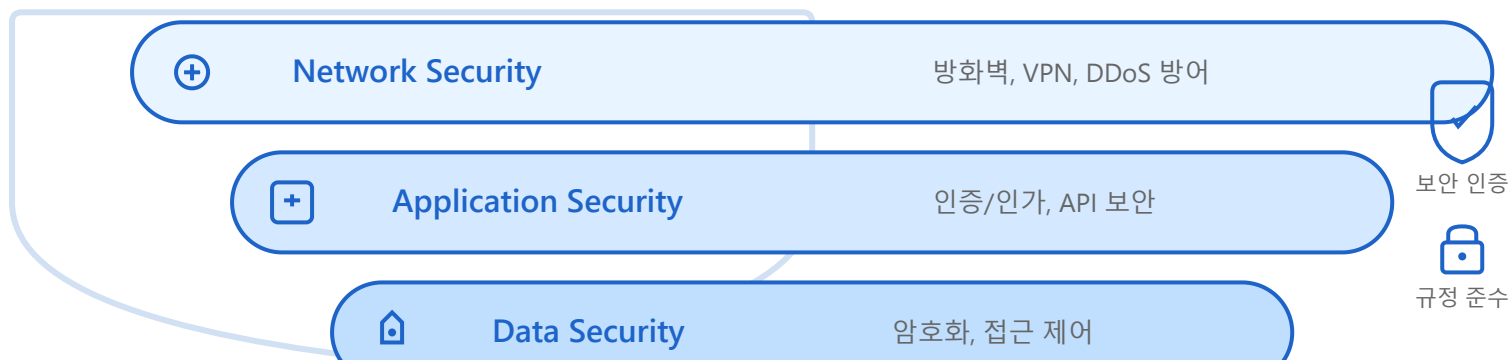 Network Security 방화벽, VPN, DDoS 방어
보안 인증
Application Security 인증/인가, API 보안
규정 준수
Data Security 암호화, 접근 제어